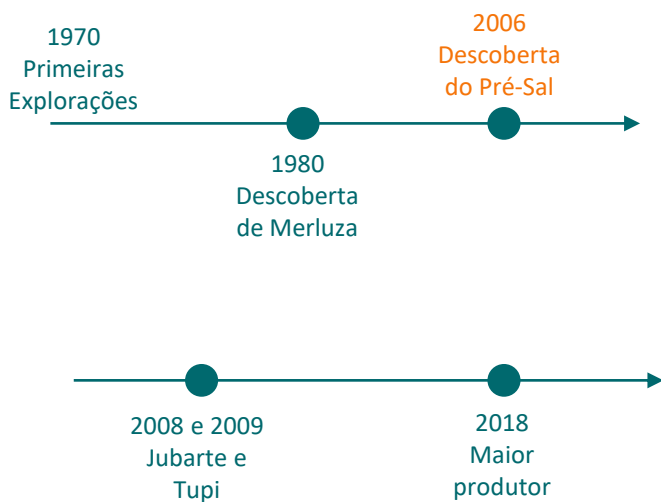 1970
Primeiras
Explorações
2006
Descoberta
do Pré-Sal
1980
Descoberta
de Merluza
2008 e 2009
Jubarte e
Tupi
2018
Maior
produtor